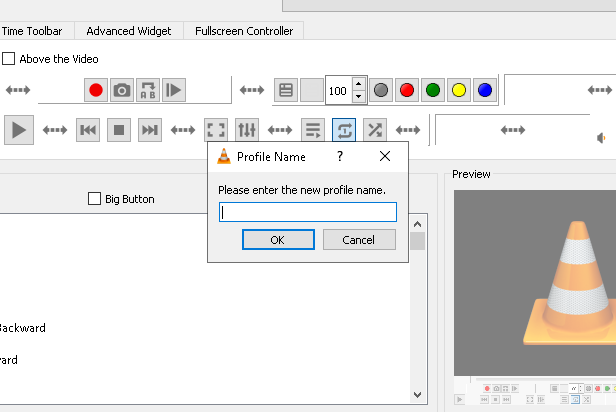 Time Toolbar
Advanced Widget
Fullscreen Controller
Above the Video
A B
100
Profile Name
?
Please enter the new profile name.
OK
Cancel
Big Button
Preview
Backward